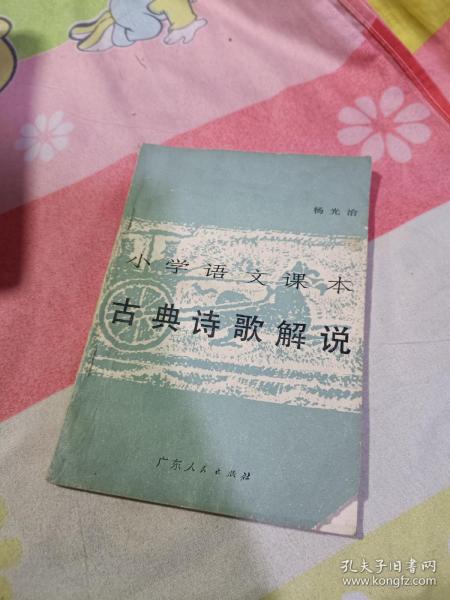 杨光治
小学语文课本
古典诗歌解说
广东人民出版社
孔夫子旧书网
www.kongfz.com